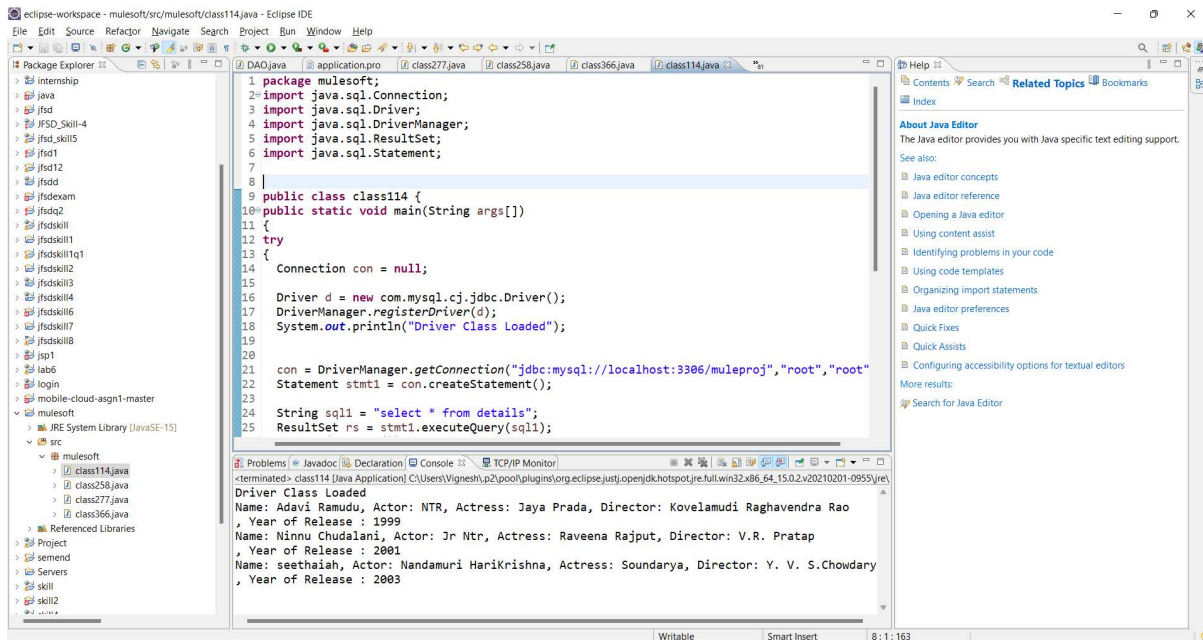 eclipse-workspace - mulesoft/src/mulesoft/class114.java - Eclipse IDE
File Edit Source Refactor Navigate Search Project Run Window Help
Package Explorer
internship
java
jfsd
JFSD_Skill-4
jfsd_skill5
jfsd1
jfsd12
jfsdd
jfsdexam
jfsdq2
jfsdskill
jfsdskill1
jfsdskill1q1
jfsdskill2
jfsdskill3
jfsdskill4
jfsdskill6
jfsdskill7
jfsdskill8
jsp1
lab6
login
mobile-cloud-asgn1-master
mulesoft
JRE System Library [JavaSE-15]
src
mulesoft
class114.java
class258.java
class277.java
class366.java
Referenced Libraries
Project
semend
Servers
skill
skill2
DAO.java application.pro class277.java class258.java class366.java class114.java »61
1 package mulesoft;
2 import java.sql.Connection;
3 import java.sql.Driver;
4 import java.sql.DriverManager;
5 import java.sql.ResultSet;
6 import java.sql.Statement;
7
8
9 public class class114 {
10 public static void main(String args[])
11 {
12 try
13 {
14 Connection con = null;
15
16 Driver d = new com.mysql.cj.jdbc.Driver();
17 DriverManager.registerDriver(d);
18 System.out.println("Driver Class Loaded");
19
20
21 con = DriverManager.getConnection("jdbc:mysql://localhost:3306/muleproj","root","root"
22 Statement stmt1 = con.createStatement();
23
24 String sql1 = "select * from details";
25 ResultSet rs = stmt1.executeQuery(sql1);
Problems Javadoc Declaration Console TCP/IP Monitor
<terminated> class114 [Java Application] C:\Users\Vignesh\.p2\pool\plugins\org.eclipse.justj.openjdk.hotspot.jre.full.win32.x86_64_15.0.2.v20210201-0955\jre\
Driver Class Loaded
Name: Adavi Ramudu, Actor: NTR, Actress: Jaya Prada, Director: Kovelamudi Raghavendra Rao
, Year of Release : 1999
Name: Ninnu Chudalani, Actor: Jr Ntr, Actress: Raveena Rajput, Director: V.R. Pratap
, Year of Release : 2001
Name: seethaiah, Actor: Nandamuri HariKrishna, Actress: Soundarya, Director: Y. V. S.Chowdary
, Year of Release : 2003
Help
Contents Search Related Topics Bookmarks
Index
About Java Editor
The Java editor provides you with Java specific text editing support.
See also:
Java editor concepts
Java editor reference
Opening a Java editor
Using content assist
Identifying problems in your code
Using code templates
Organizing import statements
Java editor preferences
Quick Fixes
Quick Assists
Configuring accessibility options for textual editors
More results:
Search for Java Editor
Writable Smart Insert 8 : 1 : 163